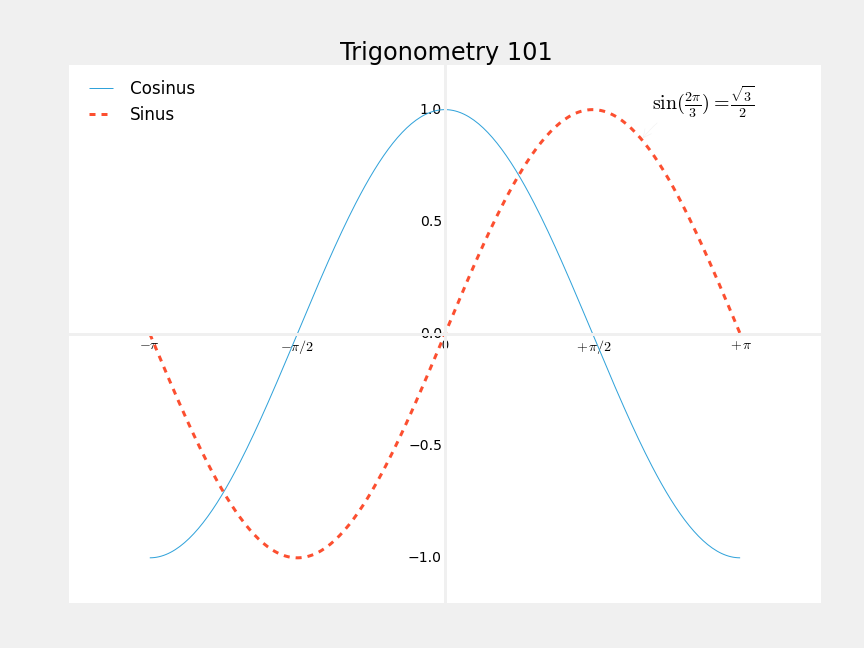 Trigonometry 101
Cosinus
Sinus
sin(2π/3) = √3/2
1.0
0.5
0.0
−π
−π/2
0
+π/2
+π
−0.5
−1.0